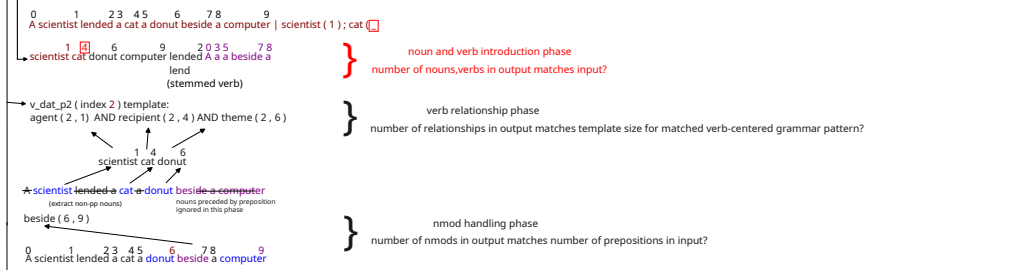 0 1 2 3 4 5 6 7 8 9
A scientist lended a cat a donut beside a computer | scientist ( 1 ) ; cat (_
1 4 6 9 2 0 3 5 7 8
scientist cat donut computer lended A a a beside a
lend
(stemmed verb)
noun and verb introduction phase
number of nouns,verbs in output matches input?
v_dat_p2 ( index 2 ) template:
agent ( 2 , 1) AND recipient ( 2 , 4 ) AND theme ( 2 , 6 )
verb relationship phase
number of relationships in output matches template size for matched verb-centered grammar pattern?
1 4 6
scientist cat donut
A scientist lended a cat a donut beside a computer
(extract non-pp nouns)
nouns preceded by preposition
ignored in this phase
beside ( 6 , 9 )
nmod handling phase
number of nmods in output matches number of prepositions in input?
0 1 2 3 4 5 6 7 8 9
A scientist lended a cat a donut beside a computer